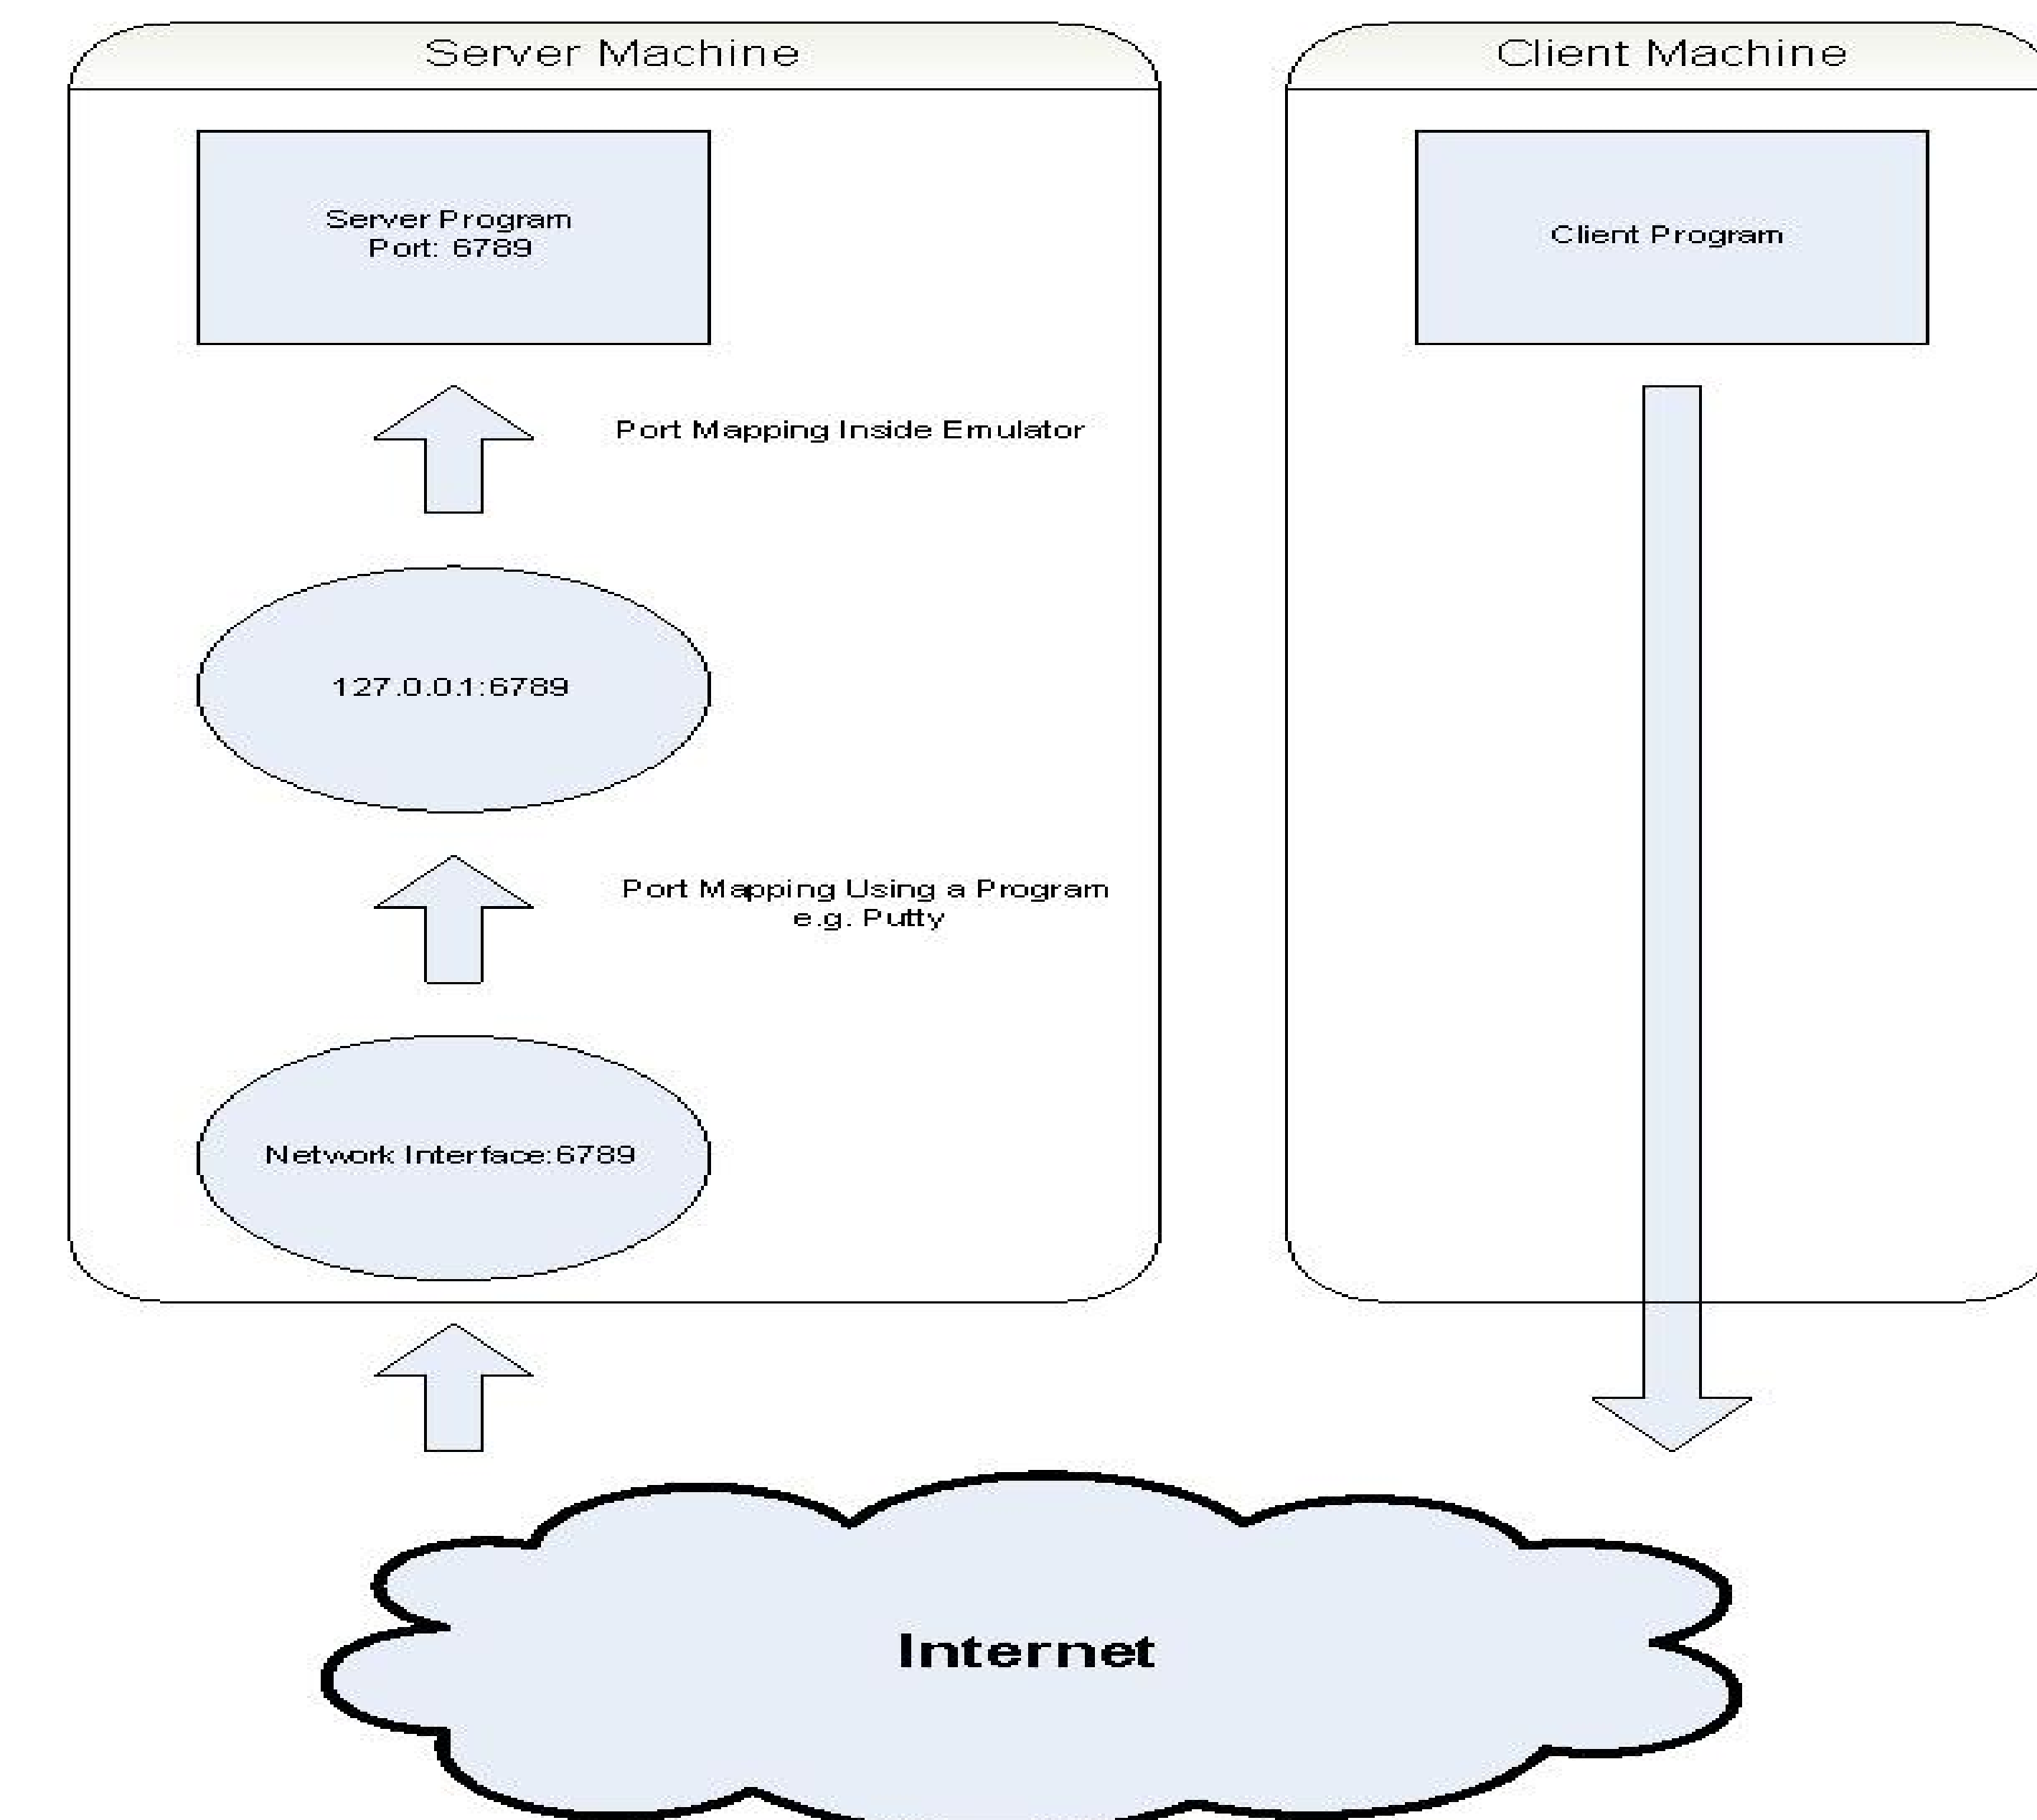 Server Machine
Server Program
Port: 6789
Port Mapping Inside Emulator
127.0.0.1:6789
Port Mapping Using a Program
e.g. Putty
Network Interface:6789
Client Machine
Client Program
Internet